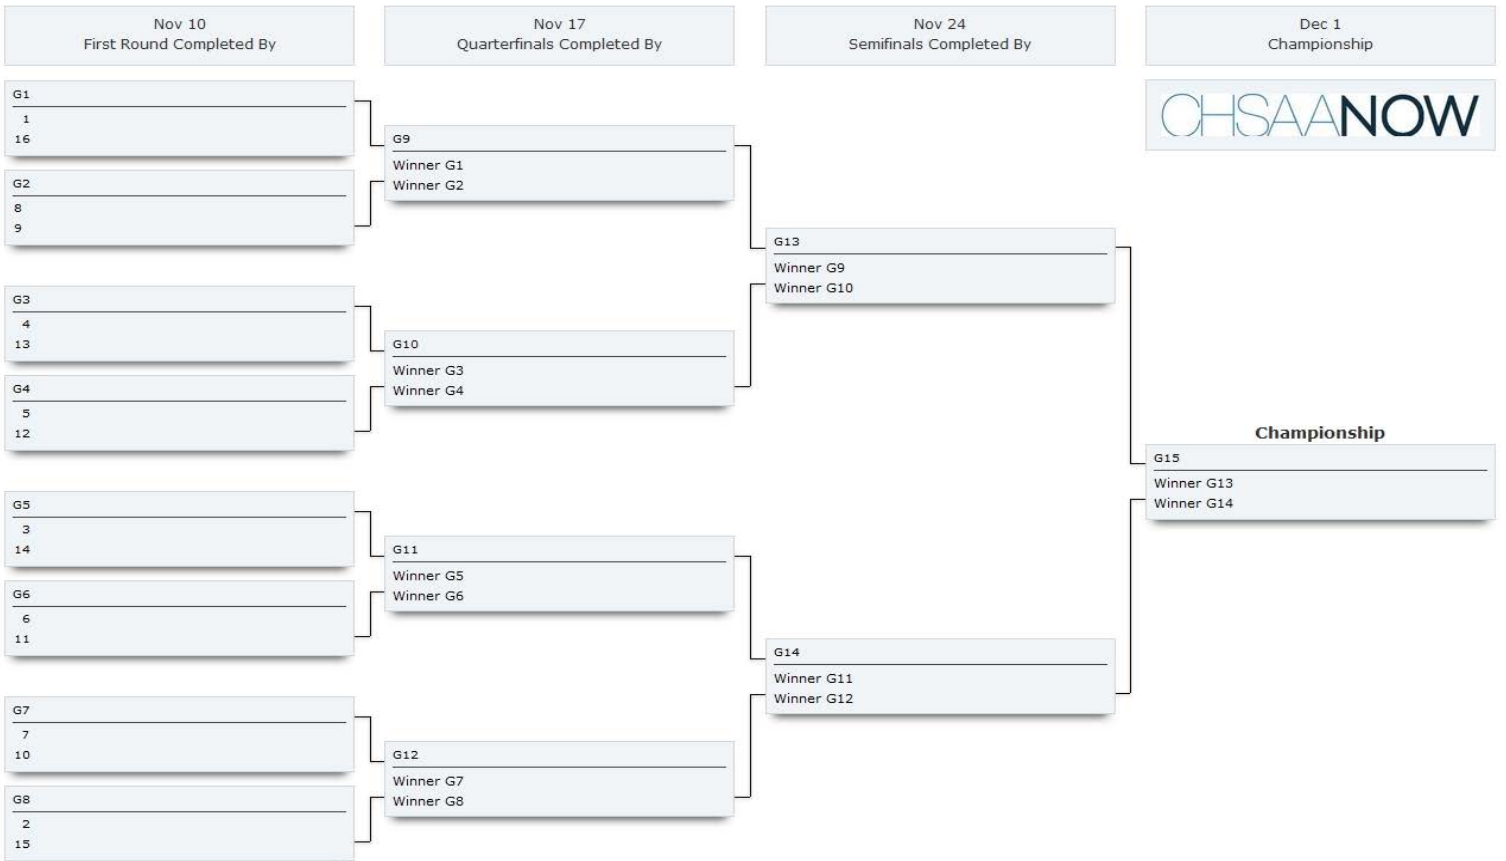 Nov 10
First Round Completed By
Nov 17
Quarterfinals Completed By
Nov 24
Semifinals Completed By
Dec 1
Championship
CHSAANOW
G1
1
16
G2
8
9
G3
4
13
G4
5
12
G5
3
14
G6
6
11
G7
7
10
G8
2
15
G9
Winner G1
Winner G2
G10
Winner G3
Winner G4
G11
Winner G5
Winner G6
G12
Winner G7
Winner G8
G13
Winner G9
Winner G10
G14
Winner G11
Winner G12
Championship
G15
Winner G13
Winner G14